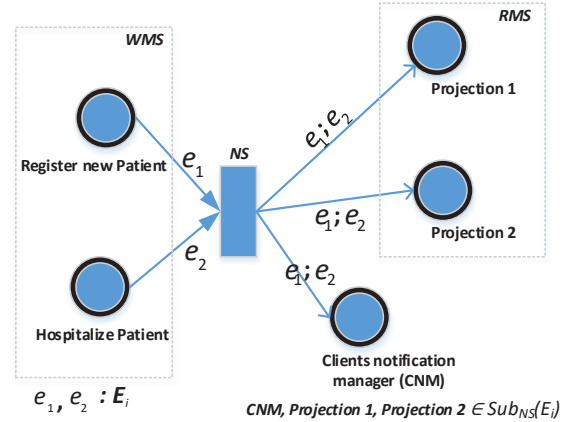 WMS
RMS
Projection 1
Register new Patient
e₁
NS
e₁;e₂
e₁;e₂
Projection 2
e₂
e₁;e₂
Hospitalize Patient
Clients notification
manager (CNM)
e₁, e₂ : Eᵢ
CNM, Projection 1, Projection 2 ∈ Sub_NS(Eᵢ)